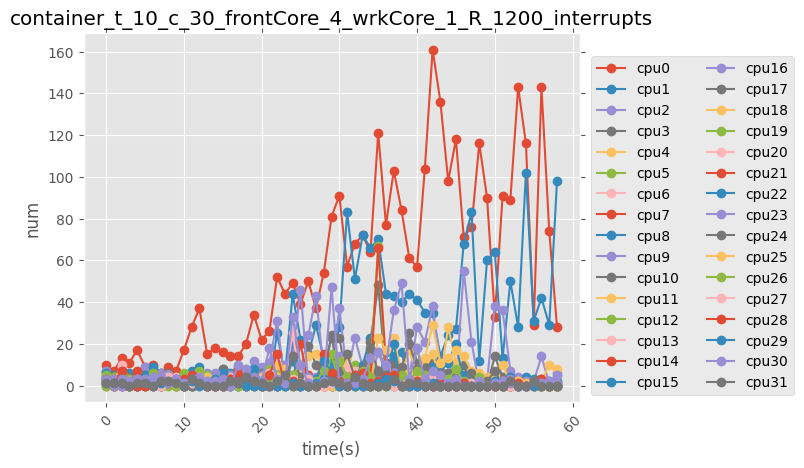 container_t_10_c_30_frontCore_4_wrkCore_1_R_1200_interrupts
num
160
140
120
100
80
60
40
20
0
0
10
20
30
40
50
60
time(s)
cpu0
cpu1
cpu2
cpu3
cpu4
cpu5
cpu6
cpu7
cpu8
cpu9
cpu10
cpu11
cpu12
cpu13
cpu14
cpu15
cpu16
cpu17
cpu18
cpu19
cpu20
cpu21
cpu22
cpu23
cpu24
cpu25
cpu26
cpu27
cpu28
cpu29
cpu30
cpu31